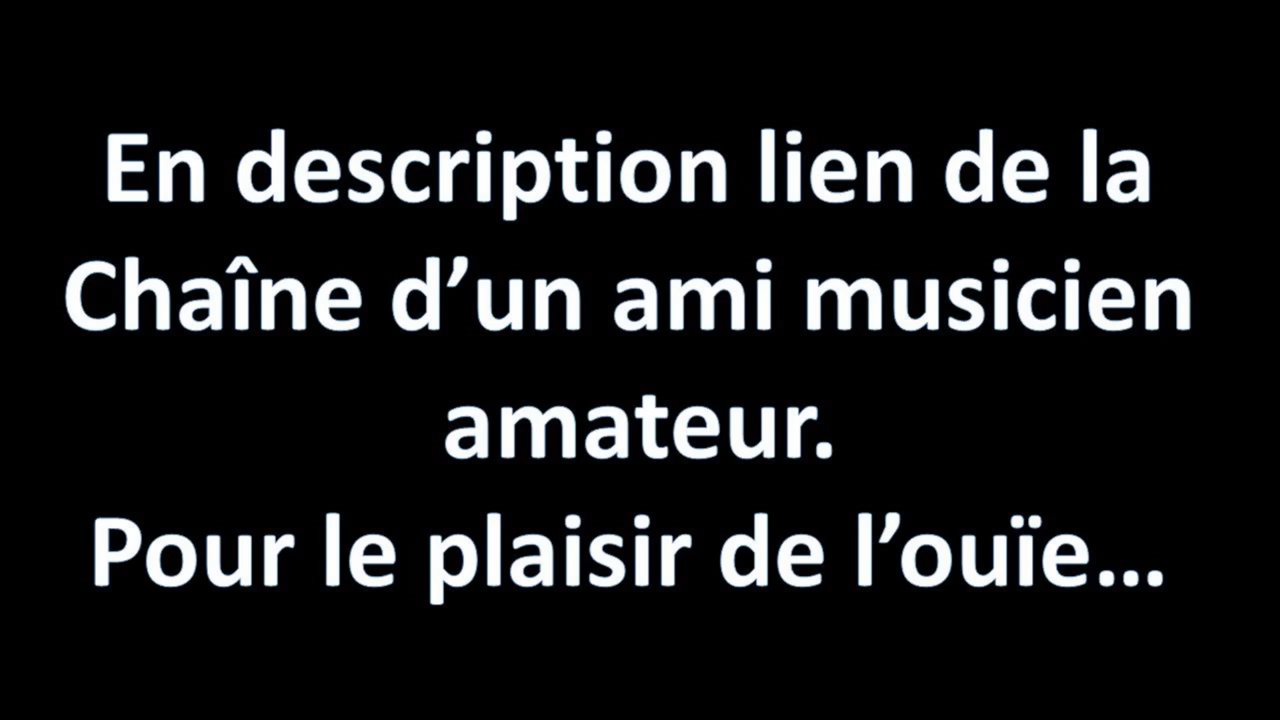 En description lien de la
Chaîne d’un ami musicien
amateur.
Pour le plaisir de l’ouïe...